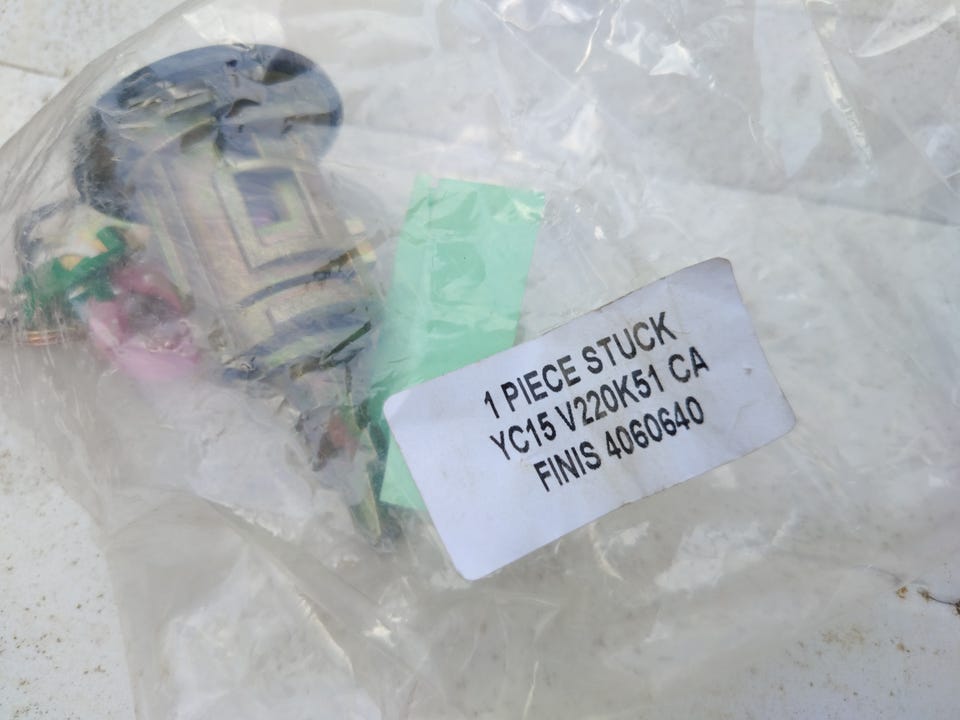 1 PIECE STUCK
YC15 V220K51 CA
FINIS 4060640